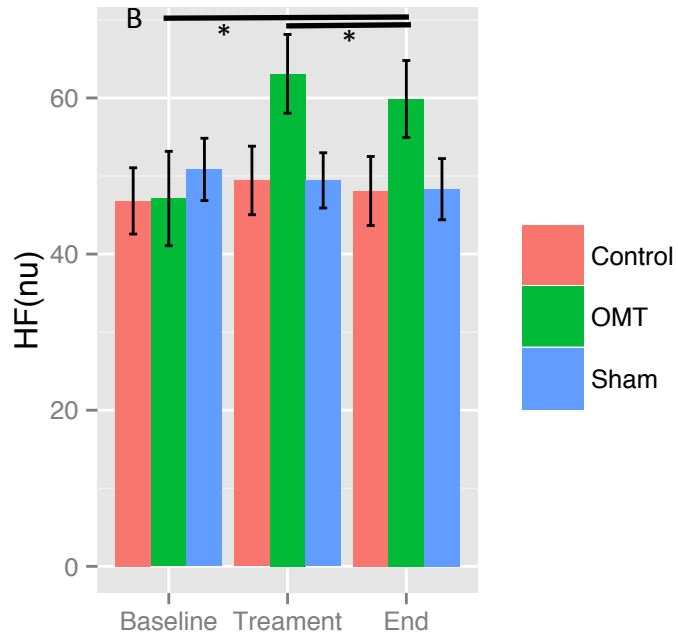 B
*
*
HF(nu)
60
40
20
0
Baseline Treament End
Control
OMT
Sham